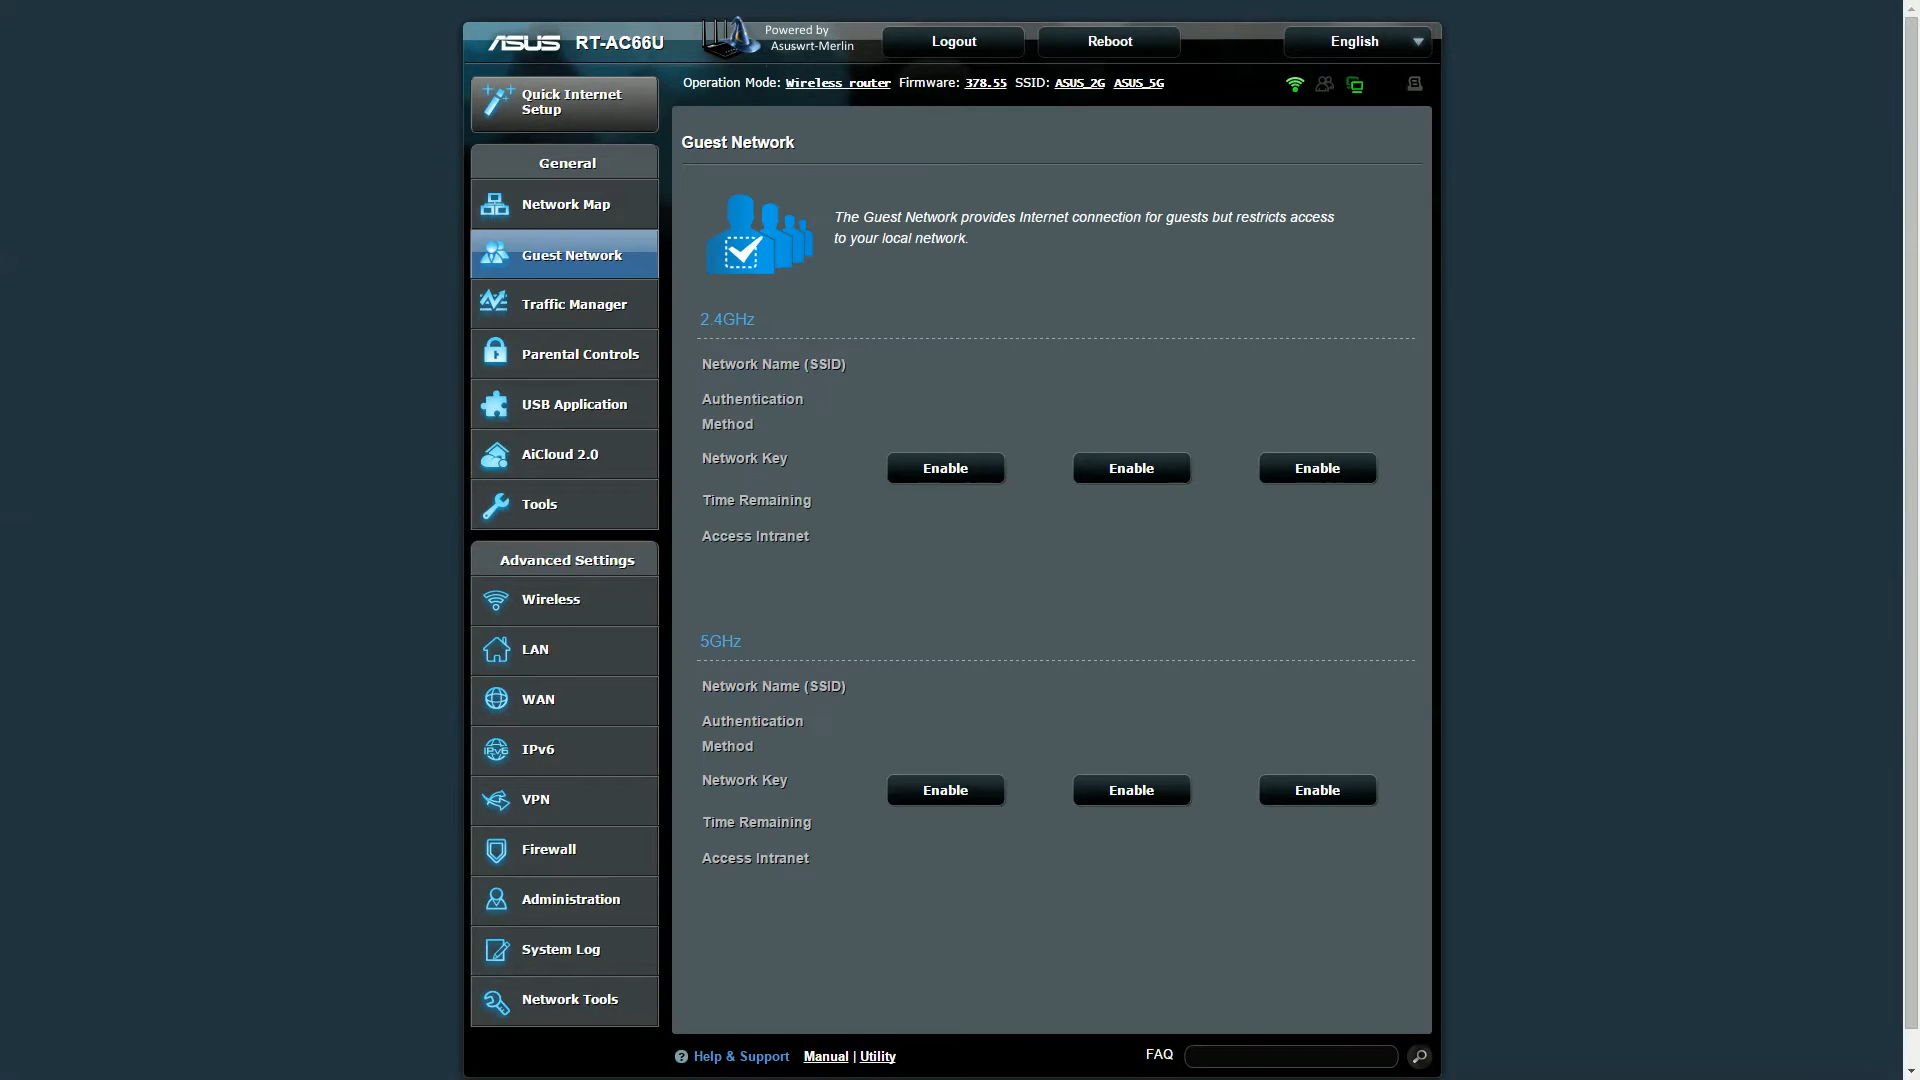 ASUS RT-AC66U
Powered by
Asuswrt-Merlin
Logout
Reboot
English
Quick Internet
Setup
Operation Mode: Wireless router Firmware: 378.55 SSID: ASUS_2G ASUS_5G
General
Network Map
Guest Network
Traffic Manager
Parental Controls
USB Application
AiCloud 2.0
Tools
Advanced Settings
Wireless
LAN
WAN
IPv6
VPN
Firewall
Administration
System Log
Network Tools
Guest Network
The Guest Network provides Internet connection for guests but restricts access
to your local network.
2.4GHz
Network Name (SSID)
Authentication
Method
Network Key
Enable Enable Enable
Time Remaining
Access Intranet
5GHz
Network Name (SSID)
Authentication
Method
Network Key
Enable Enable Enable
Time Remaining
Access Intranet
? Help & Support Manual | Utility
FAQ